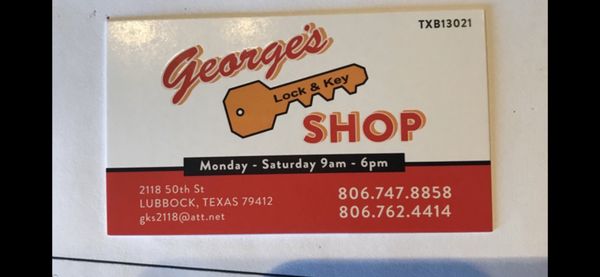 TXB13021
George's
Lock & Key
SHOP
Monday - Saturday 9am - 6pm
2118 50th St
LUBBOCK, TEXAS 79412
gks2118@att.net
806.747.8858
806.762.4414